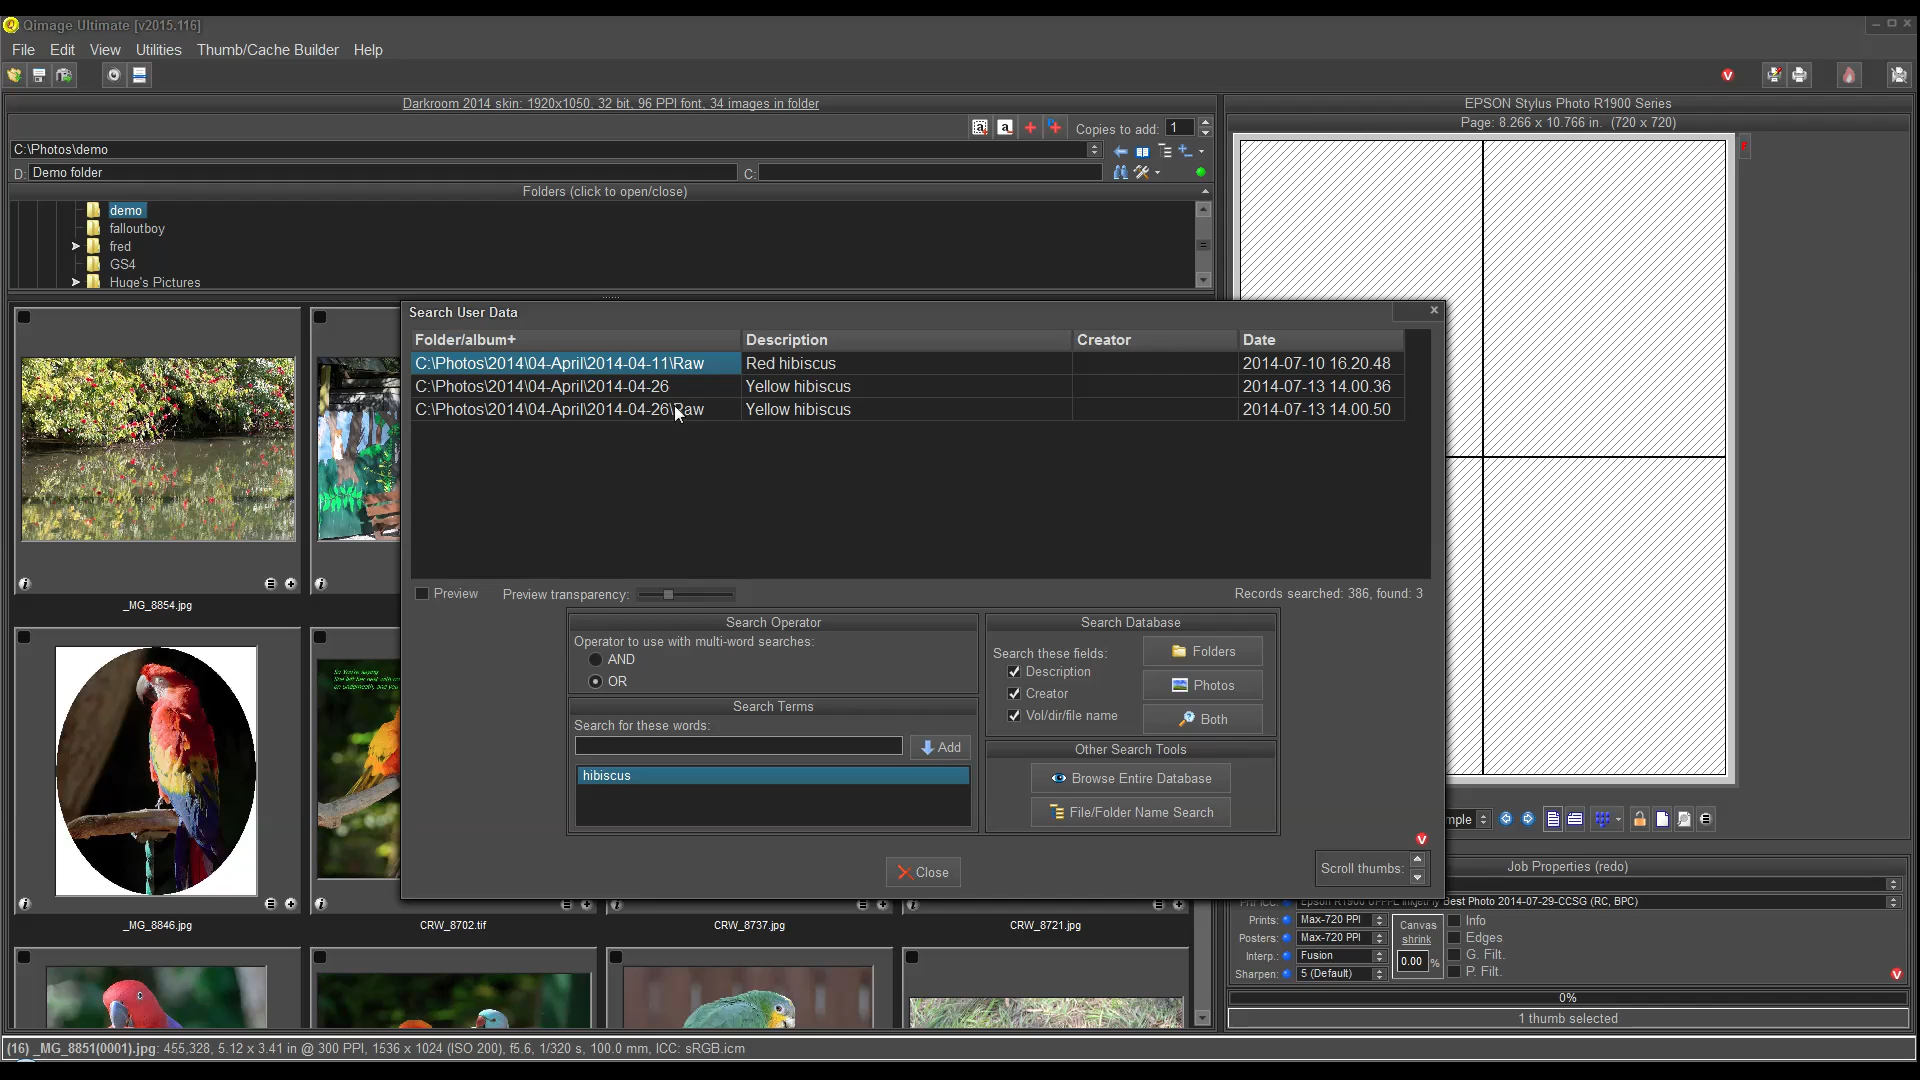 Qimage Ultimate [v2015.116]
File Edit View Utilities Thumb/Cache Builder Help
Darkroom 2014 skin: 1920x1050, 32 bit, 96 PPI font, 34 images in folder
EPSON Stylus Photo R1900 Series
Page: 8.266 x 10.766 in. (720 x 720)
Copies to add: 1
C:\Photos\demo
D: Demo folder
C:
Folders (click to open/close)
demo
falloutboy
fred
GS4
Huge's Pictures
Search User Data
Folder/album+ Description Creator Date
C:\Photos\2014\04-April\2014-04-11\Raw Red hibiscus 2014-07-10 16.20.48
C:\Photos\2014\04-April\2014-04-26 Yellow hibiscus 2014-07-13 14.00.36
C:\Photos\2014\04-April\2014-04-26\Raw Yellow hibiscus 2014-07-13 14.00.50
Preview Preview transparency: Records searched: 386, found: 3
Search Operator
Operator to use with multi-word searches:
AND
OR
Search Terms
Search for these words:
Add
hibiscus
Search Database
Search these fields:
Description
Creator
Vol/dir/file name
Folders
Photos
Both
Other Search Tools
Browse Entire Database
File/Folder Name Search
Close
Scroll thumbs:
_MG_8854.jpg
_MG_8846.jpg
CRW_8702.tif
CRW_8737.jpg
CRW_8721.jpg
mple
Job Properties (redo)
Best Photo 2014-07-29-CCSG (RC, BPC)
Prints: Max-720 PPI
Posters: Max-720 PPI
Interp.: Fusion
Sharpen: 5 (Default)
Canvas
shrink
0.00 %
Info
Edges
G. Filt.
P. Filt.
0%
1 thumb selected
(16) _MG_8851(0001).jpg: 455,328, 5.12 x 3.41 in @ 300 PPI, 1536 x 1024 (ISO 200), f5.6, 1/320 s, 100.0 mm, ICC: sRGB.icm